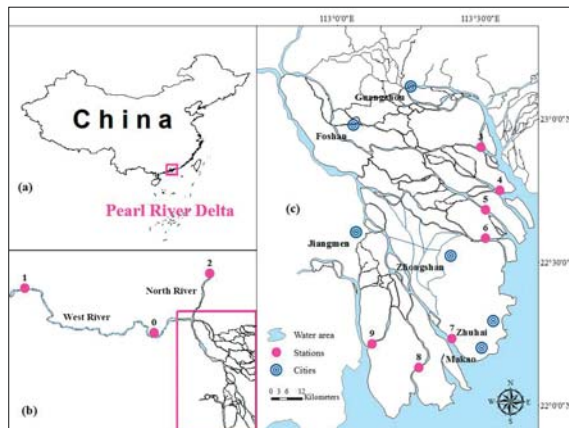 China
(a)
Pearl River Delta
1
2
North River
West River
0
(b)
113°0'0"E
113°30'0"E
23°0'0"N
22°30'0"N
22°0'0"N
Guangzhou
Foshan
3
4
(c)
5
6
Jiangmen
Zhongshan
7
Zhuhai
Makao
9
8
Water area
Stations
Cities
0 3 6 12
Kilometers
N
W
E
S